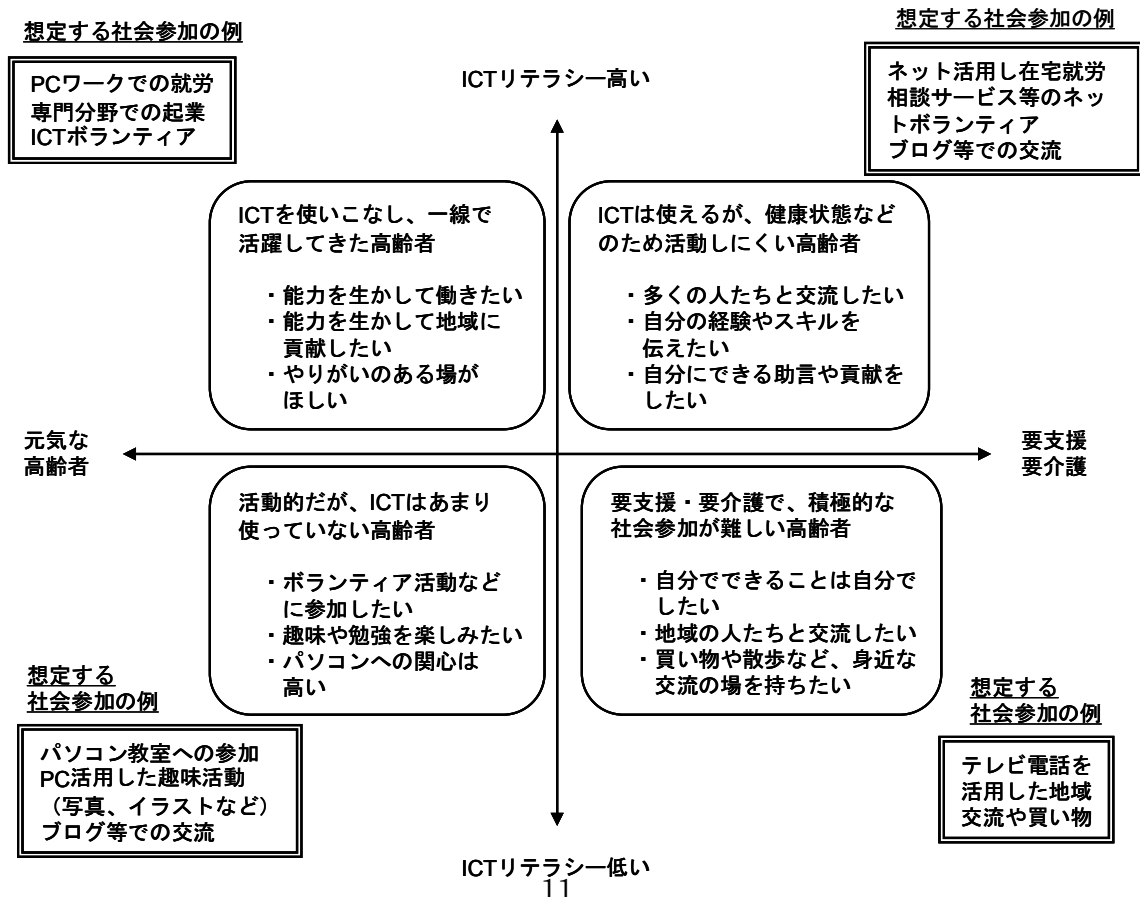 想定する社会参加の例
PCワークでの就労
専門分野での起業
ICTボランティア
ICTリテラシー高い
想定する社会参加の例
ネット活用し在宅就労
相談サービス等のネッ
トボランティア
ブログ等での交流
ICTを使いこなし、一線で
活躍してきた高齢者
・能力を生かして働きたい
・能力を生かして地域に
貢献したい
・やりがいのある場が
ほしい
ICTは使えるが、健康状態など
のため活動しにくい高齢者
・多くの人たちと交流したい
・自分の経験やスキルを
伝えたい
・自分にできる助言や貢献を
したい
元気な
高齢者
要支援
要介護
活動的だが、ICTはあまり
使っていない高齢者
・ボランティア活動など
に参加したい
・趣味や勉強を楽しみたい
・パソコンへの関心は
高い
要支援・要介護で、積極的な
社会参加が難しい高齢者
・自分でできることは自分で
したい
・地域の人たちと交流したい
・買い物や散歩など、身近な
交流の場を持ちたい
想定する
社会参加の例
パソコン教室への参加
PC活用した趣味活動
（写真、イラストなど）
ブログ等での交流
想定する
社会参加の例
テレビ電話を
活用した地域
交流や買い物
ICTリテラシー低い
11